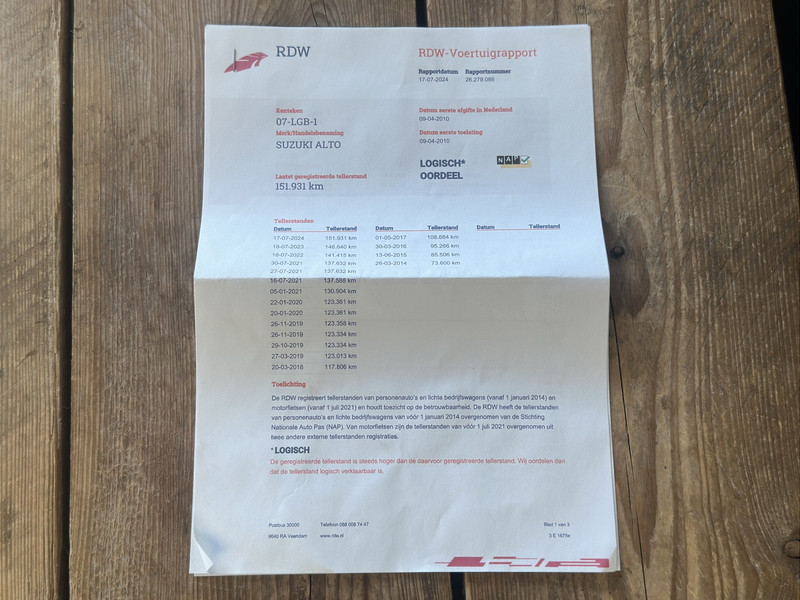 RDW
RDW-Voertuigrapport
Rapportdatum Rapportnummer
17-07-2024 26.279.086
Kenteken
07-LGB-1
Merk/Handelsbenaming
SUZUKI ALTO
Datum eerste afgifte in Nederland
09-04-2010
Datum eerste toelating
09-04-2010
LOGISCH*
OORDEEL
NAP
Laatst geregistreerde tellerstand
151.931 km
Tellerstanden
Datum Tellerstand Datum Tellerstand Datum Tellerstand
17-07-2024 151.931 km 01-05-2017 108.664 km
18-07-2023 146.640 km 30-03-2016 95.266 km
18-07-2022 141.415 km 13-06-2015 85.506 km
30-07-2021 137.632 km 26-03-2014 73.600 km
27-07-2021 137.632 km
16-07-2021 137.588 km
05-01-2021 130.904 km
22-01-2020 123.361 km
20-01-2020 123.361 km
26-11-2019 123.358 km
26-11-2019 123.334 km
29-10-2019 123.334 km
27-03-2019 123.013 km
20-03-2018 117.806 km
Toelichting
De RDW registreert tellerstanden van personenauto's en lichte bedrijfswagens (vanaf 1 januari 2014) en
motorfietsen (vanaf 1 juli 2021) en houdt toezicht op de betrouwbaarheid. De RDW heeft de tellerstanden
van personenauto's en lichte bedrijfswagens van vóór 1 januari 2014 overgenomen van de Stichting
Nationale Auto Pas (NAP). Van motorfietsen zijn de tellerstanden van vóór 1 juli 2021 overgenomen uit
twee andere externe tellerstanden registraties.
* LOGISCH
De geregistreerde tellerstand is steeds hoger dan de daarvoor geregistreerde tellerstand. Wij oordelen dan
dat de tellerstand logisch verklaarbaar is.
Postbus 30000 Telefoon 088 008 74 47 Blad 1 van 3
9640 RA Veendam www.rdw.nl 3 E 1675a